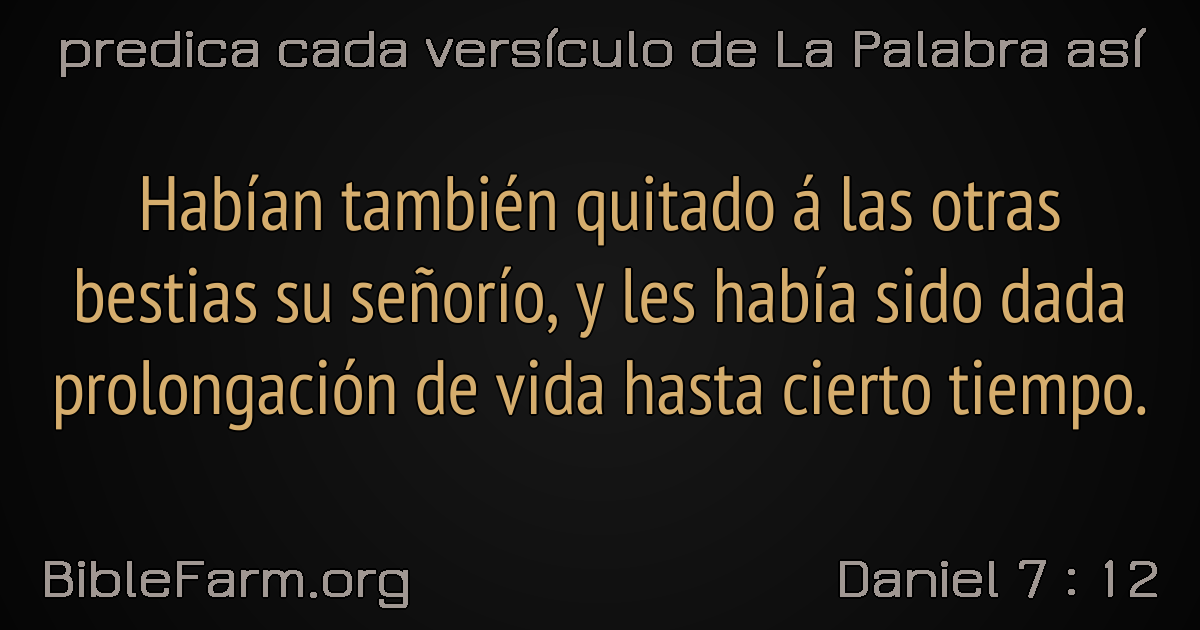 predica cada versículo de La Palabra así
Habían también quitado á las otras
bestias su señorío, y les había sido dada
prolongación de vida hasta cierto tiempo.
BibleFarm.org
Daniel 7 : 12